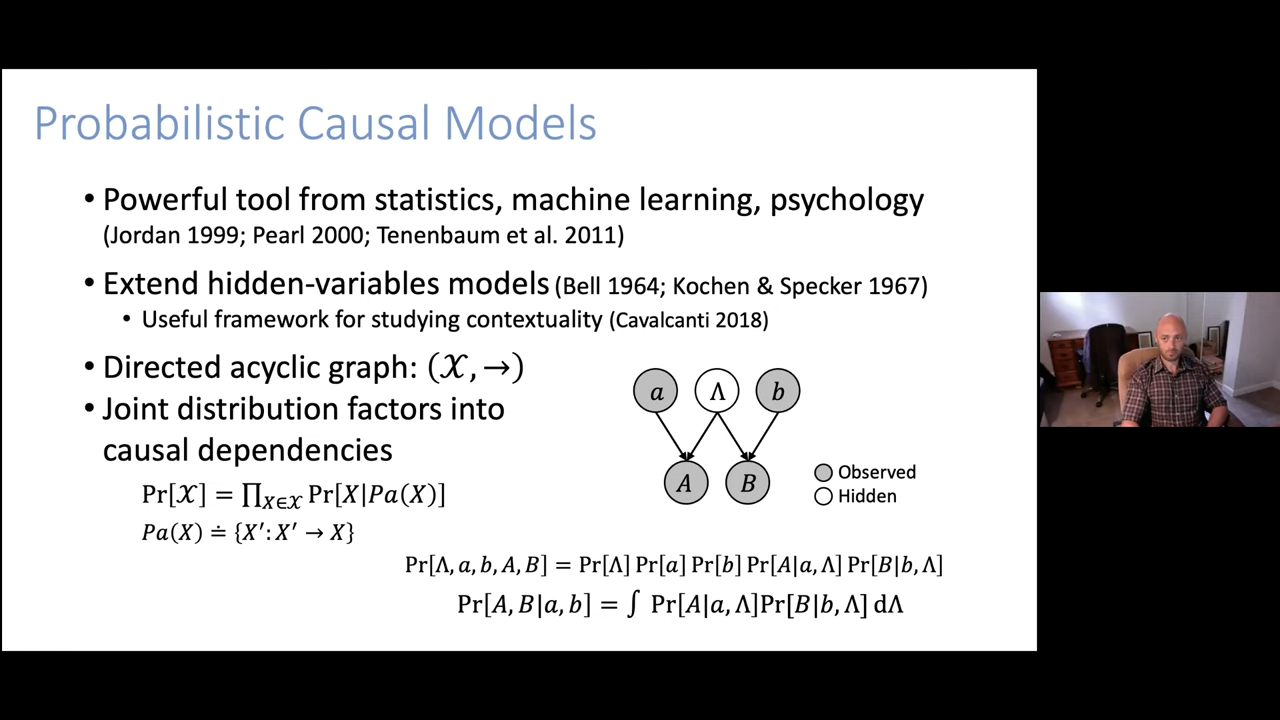 Probabilistic Causal Models
• Powerful tool from statistics, machine learning, psychology
(Jordan 1999; Pearl 2000; Tenenbaum et al. 2011)
• Extend hidden-variables models (Bell 1964; Kochen & Specker 1967)
• Useful framework for studying contextuality (Cavalcanti 2018)
• Directed acyclic graph: (𝒳, →)
• Joint distribution factors into
causal dependencies
Pr[𝒳] = ∏_{X∈𝒳} Pr[X|Pa(X)]
Pa(X) ≐ {X′: X′ → X}
a Λ b
A B
Observed
Hidden
Pr[Λ, a, b, A, B] = Pr[Λ] Pr[a] Pr[b] Pr[A|a, Λ] Pr[B|b, Λ]
Pr[A, B|a, b] = ∫ Pr[A|a, Λ]Pr[B|b, Λ] dΛ